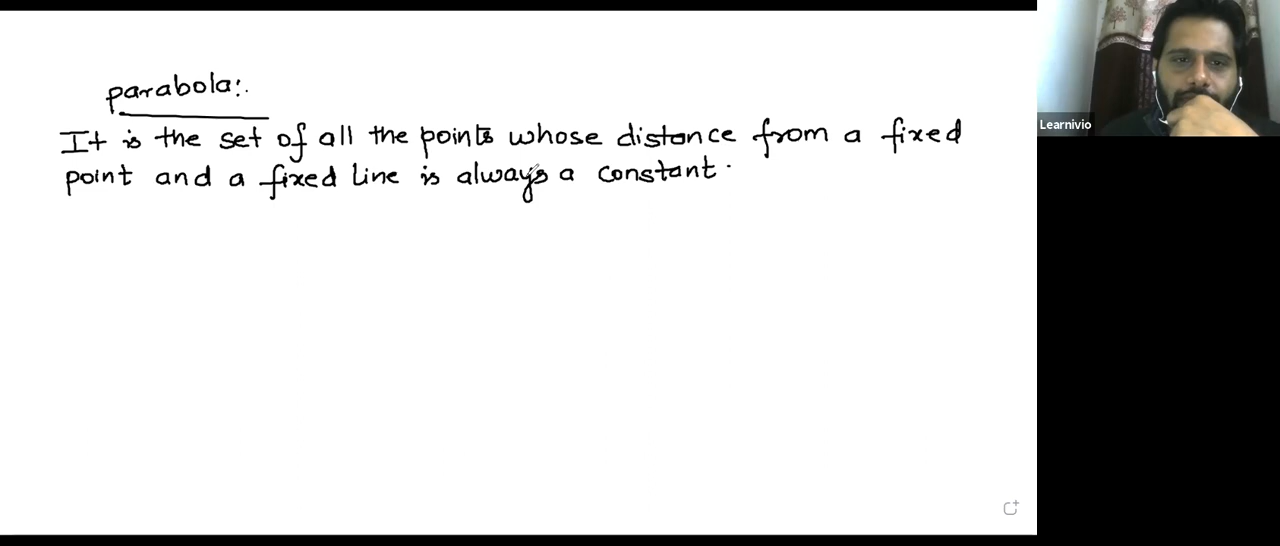 parabola:.
It is the set of all the points whose distance from a fixed
point and a fixed line is always a constant.
Learnivio